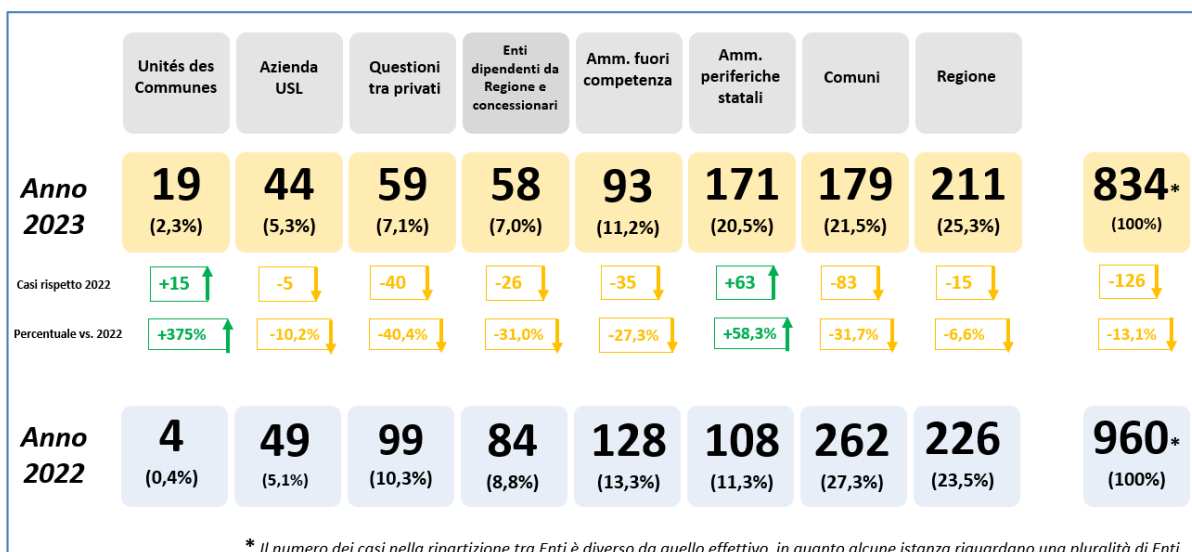 Unités des
Communes
Azienda
USL
Questioni
tra privati
Enti
dipendenti da
Regione e
concessionari
Amm. fuori
competenza
Amm.
periferiche
statali
Comuni
Regione
Anno
2023
19
(2,3%)
44
(5,3%)
59
(7,1%)
58
(7,0%)
93
(11,2%)
171
(20,5%)
179
(21,5%)
211
(25,3%)
834*
(100%)
Casi rispetto 2022
+15
-5
-40
-26
-35
+63
-83
-15
-126
Percentuale vs. 2022
+375%
-10,2%
-40,4%
-31,0%
-27,3%
+58,3%
-31,7%
-6,6%
-13,1%
Anno
2022
4
(0,4%)
49
(5,1%)
99
(10,3%)
84
(8,8%)
128
(13,3%)
108
(11,3%)
262
(27,3%)
226
(23,5%)
960*
(100%)
* Il numero dei casi nella ripartizione tra Enti è diverso da quello effettivo, in quanto alcune istanza riguardano una pluralità di Enti